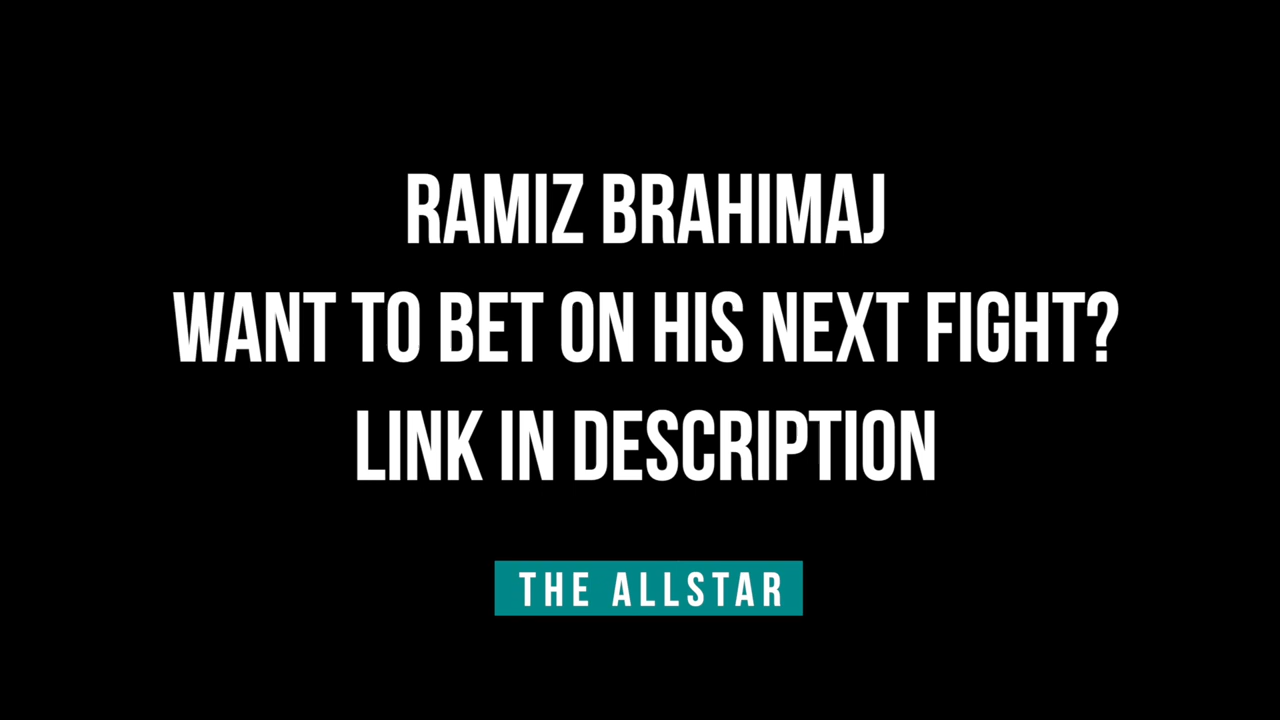 RAMIZ BRAHIMAJ
WANT TO BET ON HIS NEXT FIGHT?
LINK IN DESCRIPTION
THE ALLSTAR